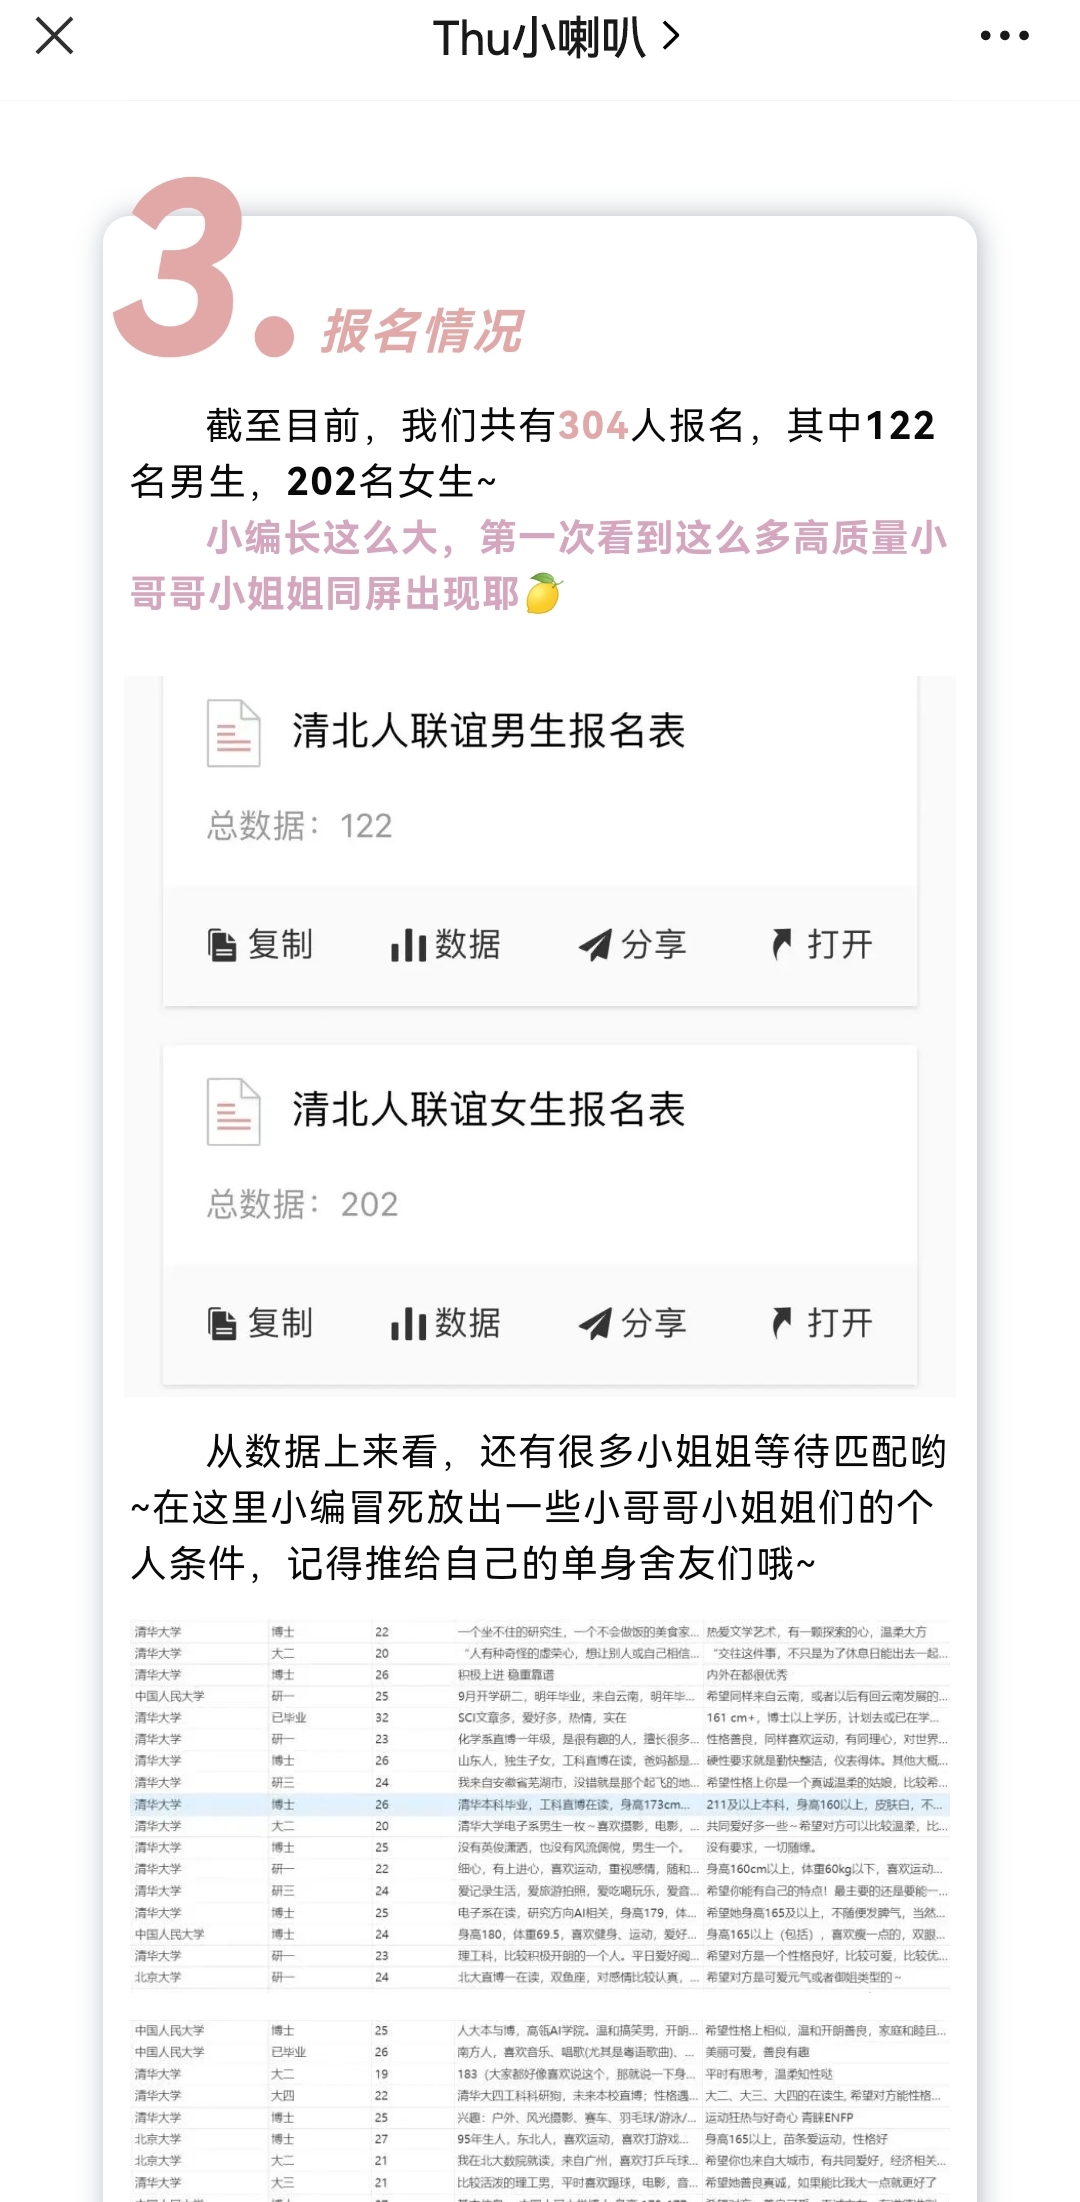 Thu小喇叭
3.报名情况
截至目前，我们共有304人报名，其中122
名男生，202名女生~
小编长这么大，第一次看到这么多高质量小
哥哥小姐姐同屏出现耶🍋
清北人联谊男生报名表
总数据：122
复制 数据 分享 打开
清北人联谊女生报名表
总数据：202
复制 数据 分享 打开
从数据上来看，还有很多小姐姐等待匹配哟
~在这里小编冒死放出一些小哥哥小姐姐们的个
人条件，记得推给自己的单身舍友们哦~
清华大学 博士 22 一个坐不住的研究生，一个不会做饭的美食家... 热爱文学艺术，有一颗探索的心，温柔大方
清华大学 大二 20 “人有种奇怪的虚荣心，想让别人或自己相信... “交往这件事，不只是为了休息日能出去一起...
清华大学 博士 26 积极上进 稳重靠谱 内外在都很优秀
中国人民大学 研一 25 9月开学研二，明年毕业，来自云南，明年毕... 希望同样来自云南，或者以后有回云南发展的...
清华大学 已毕业 32 SCI文章多，爱好多，热情，实在 161 cm+，博士以上学历，计划去或已在学...
清华大学 研一 23 化学系直博一年级，是很有趣的人，擅长很多... 性格善良，同样喜欢运动，有同理心，对世界...
清华大学 博士 26 山东人，独生子女，工科直博在读，爸妈都是... 硬性要求就是勤快整洁，仪表得体。其他大概...
清华大学 研三 24 我来自安徽省芜湖市，没错就是那个起飞的地... 希望性格上你是一个真诚温柔的姑娘，比较希...
清华大学 博士 26 清华本科毕业，工科直博在读，身高173cm... 211及以上本科，身高160以上，皮肤白，不...
清华大学 大二 20 清华大学电子系男生一枚～喜欢摄影，电影，... 共同爱好多一些～希望对方可以比较温柔，比...
清华大学 博士 25 没有英俊潇洒，也没有风流倜傥，男生一个。 没有要求，一切随缘。
清华大学 研一 22 细心，有上进心，喜欢运动，重视感情，随和... 身高160cm以上，体重60kg以下，喜欢运动...
清华大学 研三 24 爱记录生活，爱旅游拍照，爱吃喝玩乐，爱音... 希望你能有自己的特点！最主要的还是要能一...
清华大学 博士 25 电子系在读，研究方向AI相关，身高179，体... 希望她身高165及以上，不随便发脾气，当然...
中国人民大学 博士 24 身高180，体重69.5，喜欢健身、运动，爱好... 身高165以上（包括），喜欢瘦一点的，双眼...
清华大学 研一 23 理工科，比较积极开朗的一个人。平日爱好阅... 希望对方是一个性格良好，比较可爱，比较优...
北京大学 研一 24 北大直博一在读，双鱼座，对感情比较认真，... 希望对方是可爱元气或者御姐类型的～
中国人民大学 博士 25 人大本与博，高瓴AI学院。温和搞笑男，开朗... 希望性格上相似，温和开朗善良，家庭和睦且...
中国人民大学 已毕业 26 南方人，喜欢音乐、唱歌(尤其是粤语歌曲)、... 美丽可爱，善良有趣
清华大学 大二 19 183（大家都好像喜欢说这个，那就说一下身... 平时有思考，温柔知性哒
清华大学 大四 22 清华大四工科科研狗，未来本校直博；性格遇... 大二、大三、大四的在读生, 希望对方能性格...
清华大学 博士 25 兴趣：户外、风光摄影、赛车、羽毛球/游泳/... 运动狂热与好奇心 青睐ENFP
北京大学 博士 27 95年生人，东北人，喜欢运动，喜欢打游戏... 身高165以上，苗条爱运动，性格好
北京大学 大二 21 我在北大数院就读，来自广州，喜欢打乒乓球... 希望你也来自大城市，有共同爱好，经济相关...
清华大学 大三 21 比较活泼的理工男，平时喜欢踢球，电影，音... 希望她善良真诚，如果能比我大一点就更好了